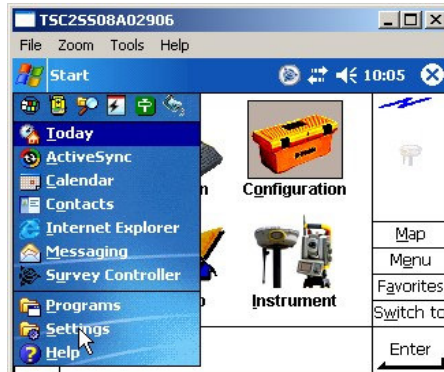 TSC2SS08A02906
File Zoom Tools Help
Start 10:05
Today
ActiveSync
Calendar
Contacts
Internet Explorer
Messaging
Survey Controller
Programs
Settings
Help
Configuration
Instrument
Map
Menu
Favorites
Switch to
Enter